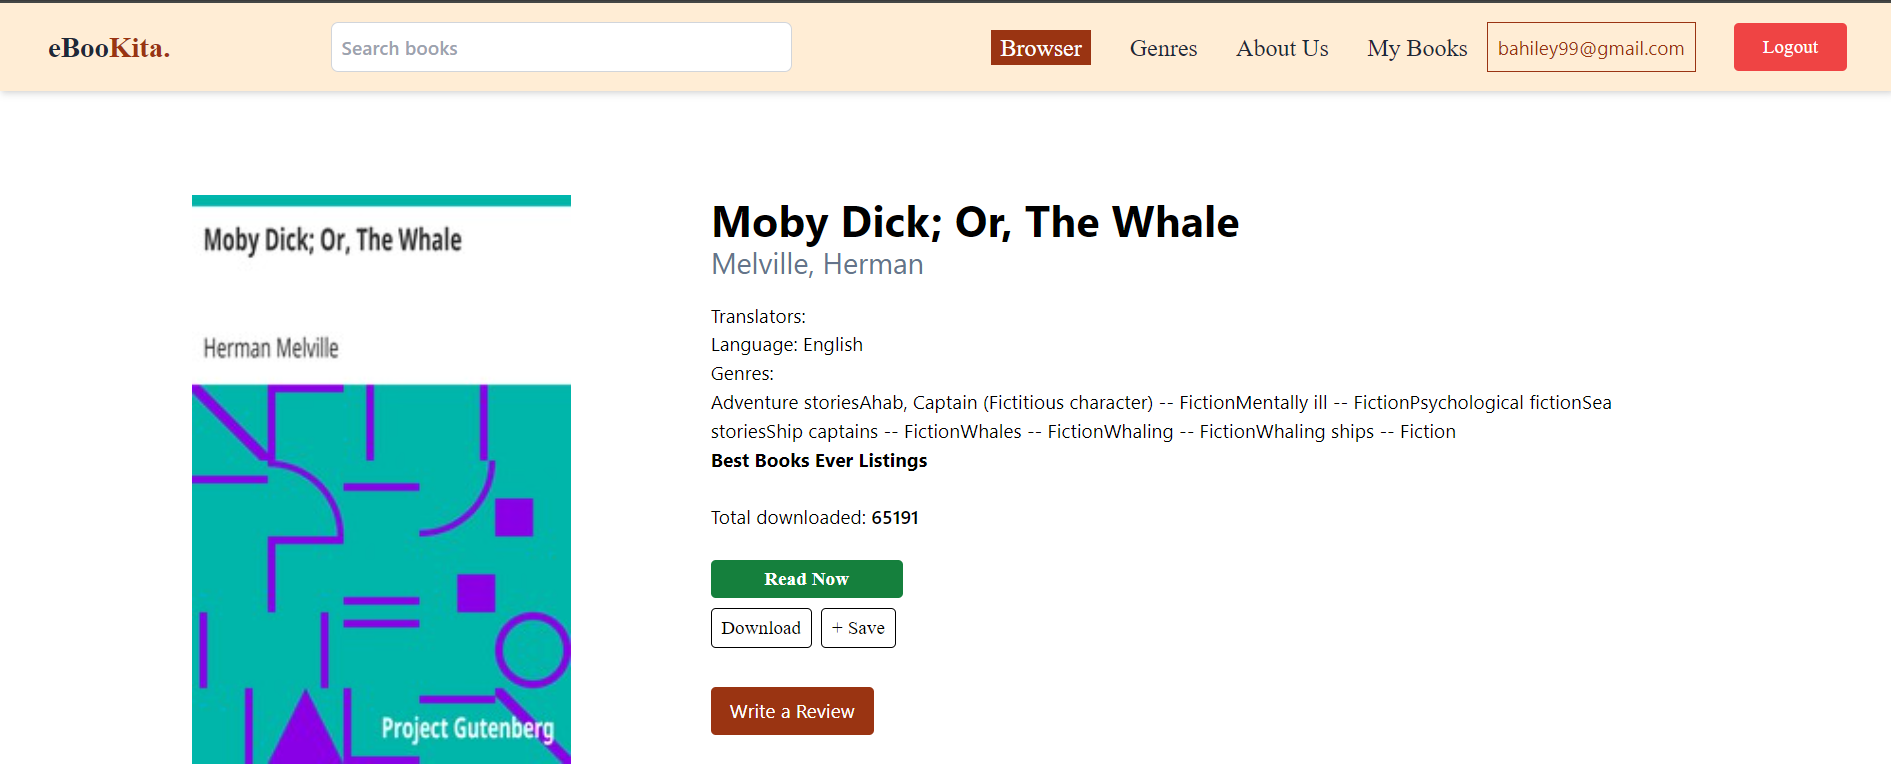 eBooKita.
Search books
Browser
Genres
About Us
My Books
bahiley99@gmail.com
Logout
Moby Dick; Or, The Whale
Herman Melville
Project Gutenberg
Moby Dick; Or, The Whale
Melville, Herman
Translators:
Language: English
Genres:
Adventure storiesAhab, Captain (Fictitious character) -- FictionMentally ill -- FictionPsychological fictionSea
storiesShip captains -- FictionWhales -- FictionWhaling -- FictionWhaling ships -- Fiction
Best Books Ever Listings
Total downloaded: 65191
Read Now
Download
+ Save
Write a Review